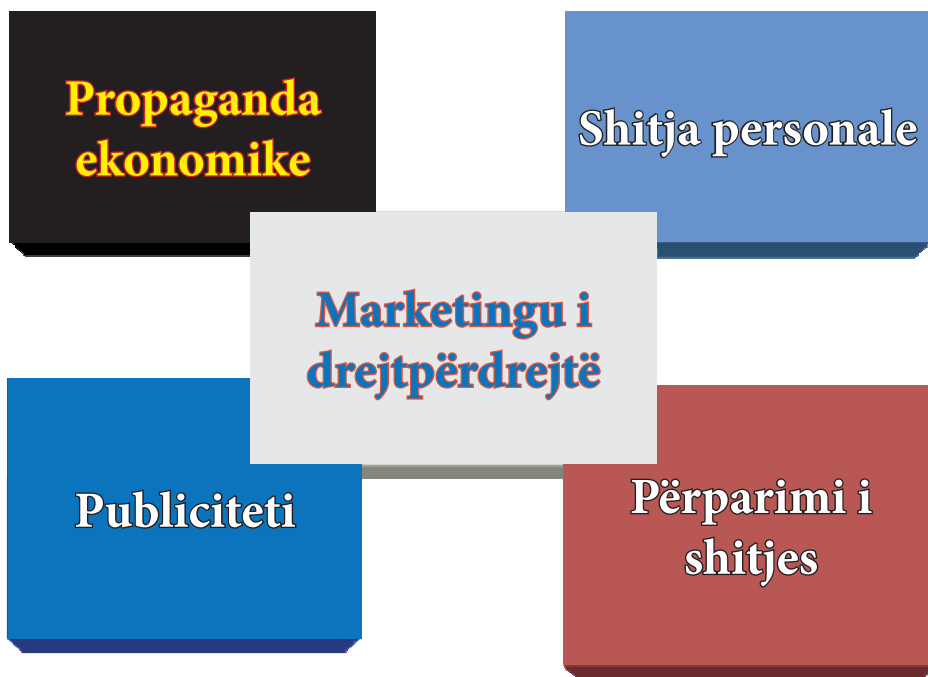 Propaganda
ekonomike
Shitja personale
Marketingu i
drejtpërdrejtë
Publiciteti
Përparimi i
shitjes